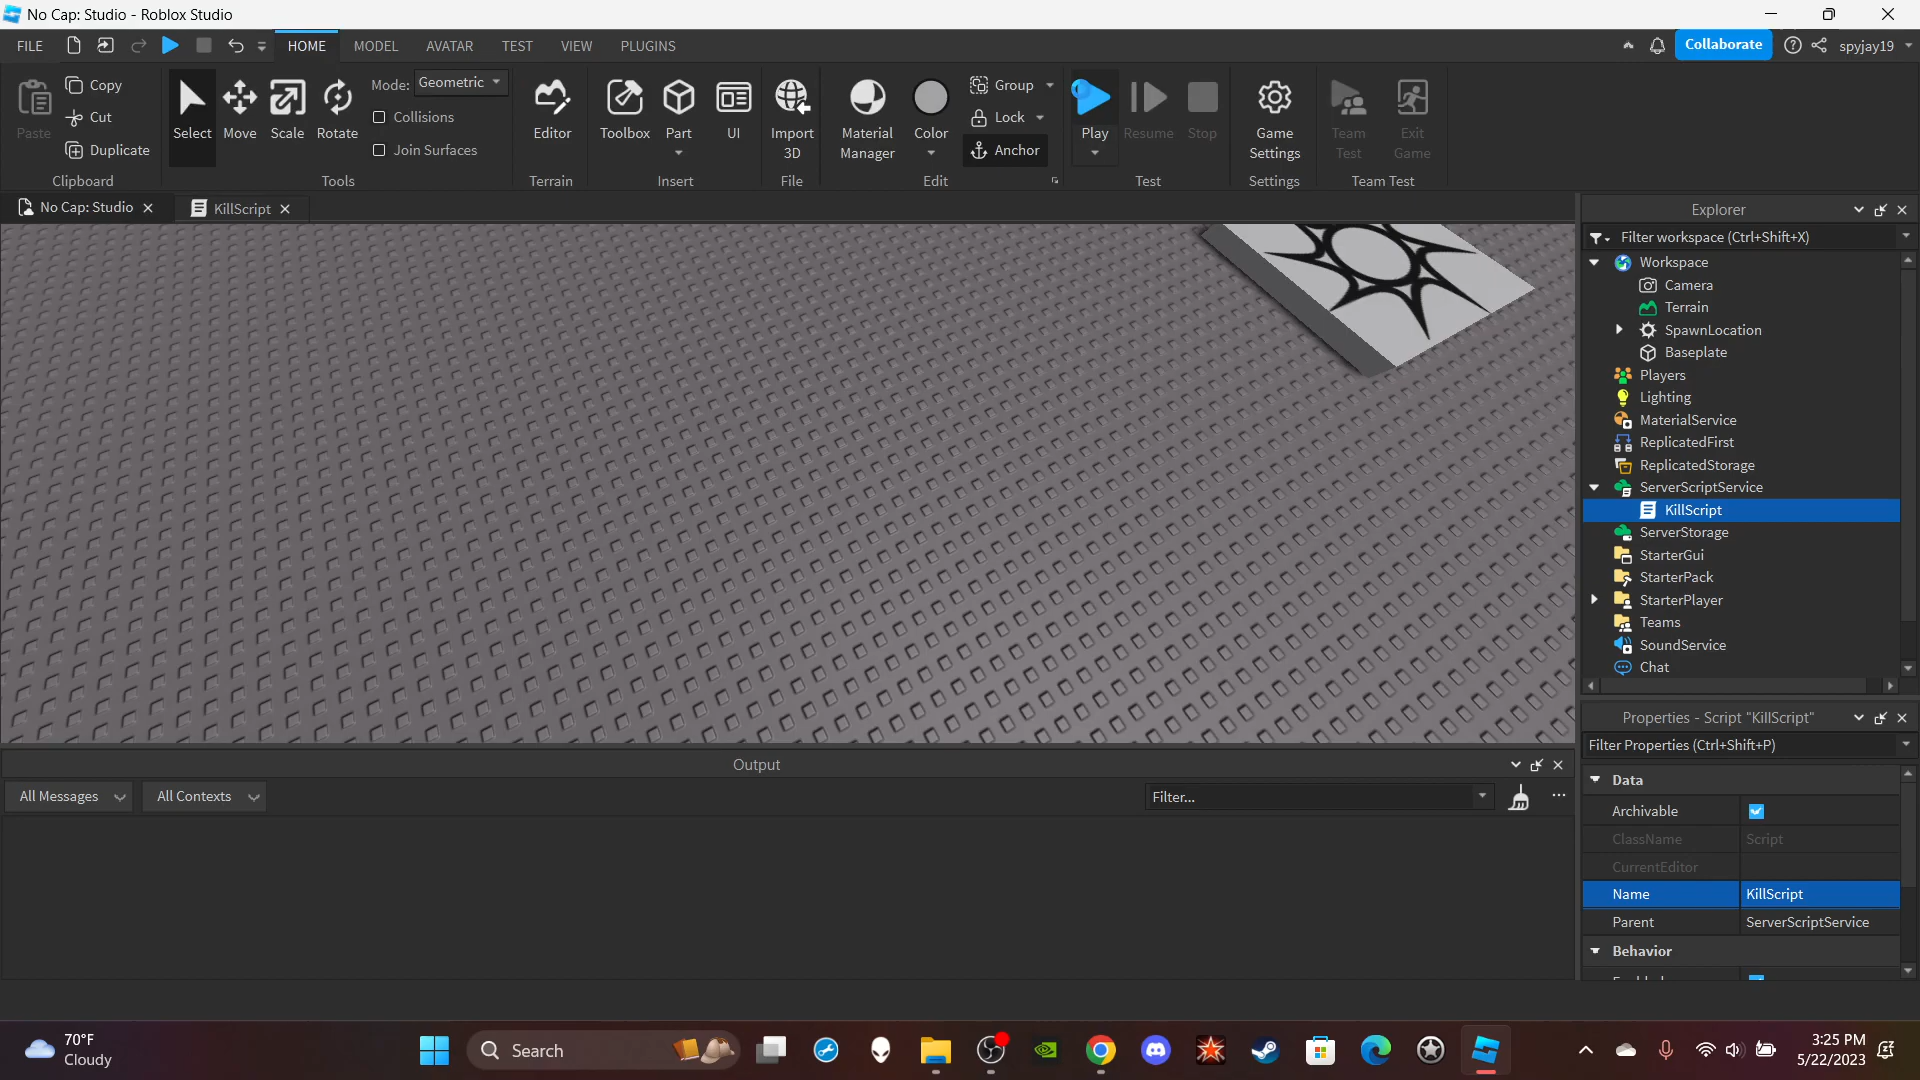 No Cap: Studio - Roblox Studio
FILE HOME MODEL AVATAR TEST VIEW PLUGINS Collaborate spyjay19
Paste Copy Cut Duplicate Clipboard
Select Move Scale Rotate Mode: Geometric Collisions Join Surfaces Tools
Editor Terrain
Toolbox Part UI Insert
Import 3D File
Material Manager Color Group Lock Anchor Edit
Play Resume Stop Test
Game Settings Settings
Team Test Exit Game Team Test
No Cap: Studio KillScript
Explorer
Filter workspace (Ctrl+Shift+X)
Workspace
Camera
Terrain
SpawnLocation
Baseplate
Players
Lighting
MaterialService
ReplicatedFirst
ReplicatedStorage
ServerScriptService
KillScript
ServerStorage
StarterGui
StarterPack
StarterPlayer
Teams
SoundService
Chat
Properties - Script "KillScript"
Filter Properties (Ctrl+Shift+P)
Data
Archivable
ClassName Script
CurrentEditor
Name KillScript
Parent ServerScriptService
Behavior
Output
All Messages All Contexts Filter...
70°F
Cloudy
Search
3:25 PM
5/22/2023